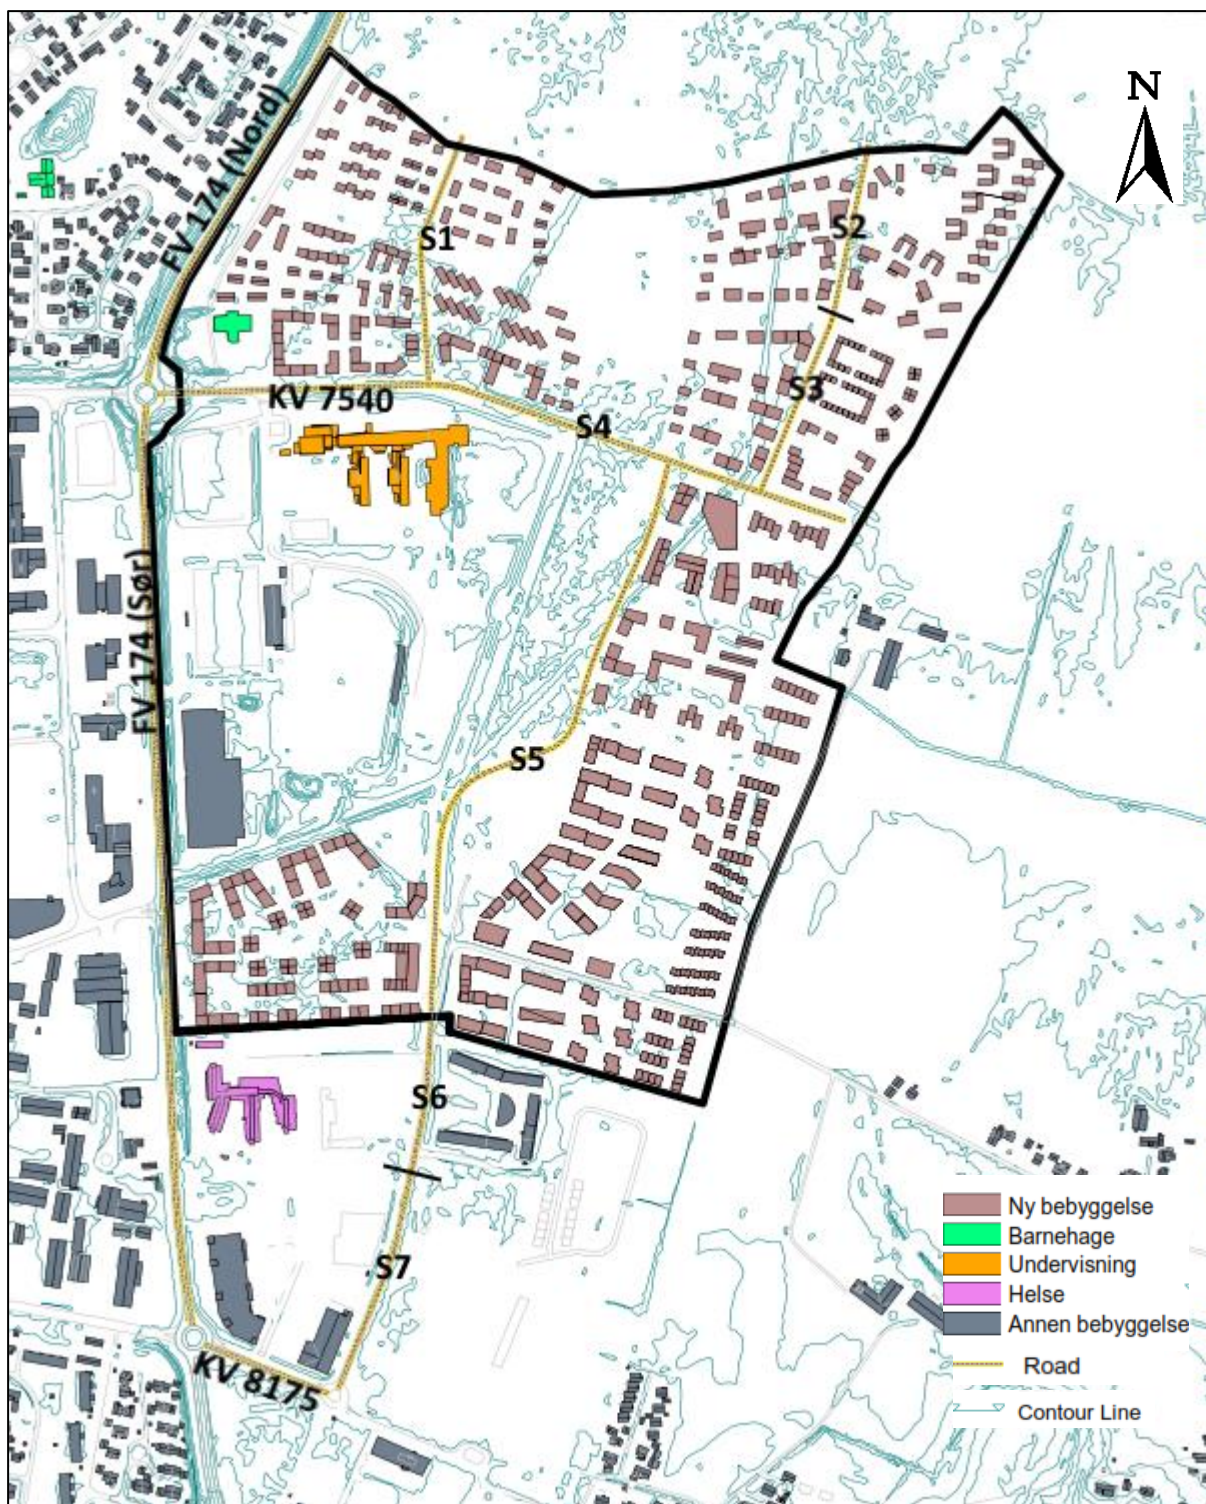 N
FV 174 (Nord)
S1
S2
S3
KV 7540
S4
FV 174 (Sør)
S5
S6
S7
KV 8175
Ny bebyggelse
Barnehage
Undervisning
Helse
Annen bebyggelse
Road
Contour Line